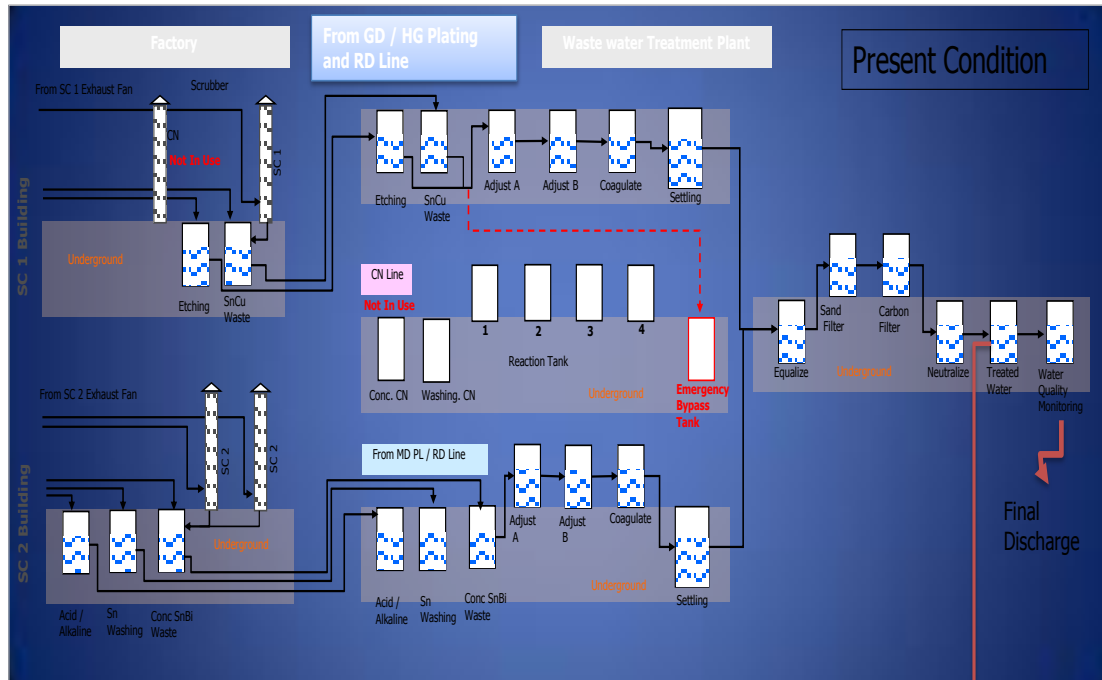 Factory
From GD / HG Plating
and RD Line
Waste water Treatment Plant
Present Condition
From SC 1 Exhaust Fan
Scrubber
CN
Not In Use
SC 1
SC 1 Building
Underground
Etching
SnCu
Waste
Etching
SnCu
Waste
Adjust A
Adjust B
Coagulate
Settling
CN Line
Not In Use
1
2
3
4
Reaction Tank
Conc. CN
Washing. CN
Underground
Emergency
Bypass
Tank
Sand
Filter
Carbon
Filter
Equalize
Underground
Neutralize
Treated
Water
Water
Quality
Monitoring
Final
Discharge
From SC 2 Exhaust Fan
SC 2
SC 2
SC 2 Building
Underground
Acid /
Alkaline
Sn
Washing
Conc SnBi
Waste
From MD PL / RD Line
Acid /
Alkaline
Sn
Washing
Conc SnBi
Waste
Adjust
A
Adjust
B
Coagulate
Underground
Settling